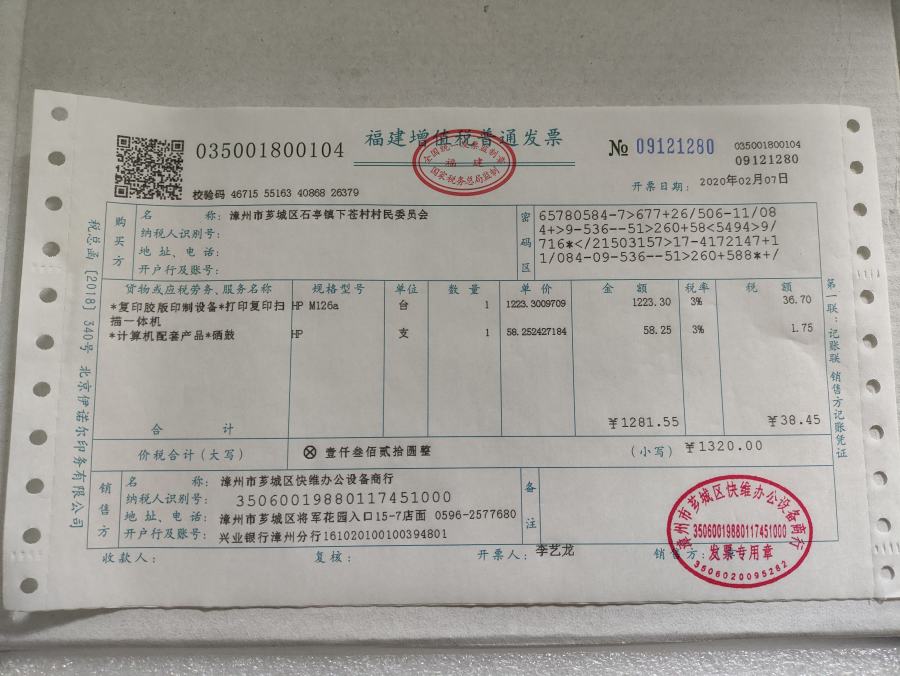 福建增值税普通发票
035001800104
№ 09121280
035001800104
09121280
校验码 46715 55163 40868 26379
开票日期: 2020年02月07日
全国统一发票监制章
福建
国家税务总局监制
购买方
名 称: 漳州市芗城区石亭镇下苍村村民委员会
纳税人识别号:
地 址、电 话:
开户行及账号:
密码区
65780584-7>677+26/506-11/08
4+>9-536--51>260+58<5494>9/
716*</21503157>17-4172147+1
1/084-09-536--51>260+588*+/
货物或应税劳务、服务名称 规格型号 单位 数 量 单 价 金 额 税率 税 额
*复印胶版印制设备*打印复印扫 HP M126a 台 1 1223.3009709 1223.30 3% 36.70
描一体机
*计算机配套产品*硒鼓 HP 支 1 58.252427184 58.25 3% 1.75
合 计 ¥1281.55 ¥38.45
价税合计(大写) ⊗ 壹仟叁佰贰拾圆整 (小写) ¥1320.00
销售方
名 称: 漳州市芗城区快维办公设备商行
纳税人识别号: 35060019880117451000
地 址、电 话: 漳州市芗城区将军花园入口15-7店面 0596-2577680
开户行及账号: 兴业银行漳州分行161020100100394801
备注
收款人: 复核: 开票人: 李艺龙 销售方:
漳州市芗城区快维办公设备商行
35060019880117451000
发票专用章
3506020095282
税总函〔2018〕340号 北京伊诺尔印务有限公司
第一联:记账联 销售方记账凭证